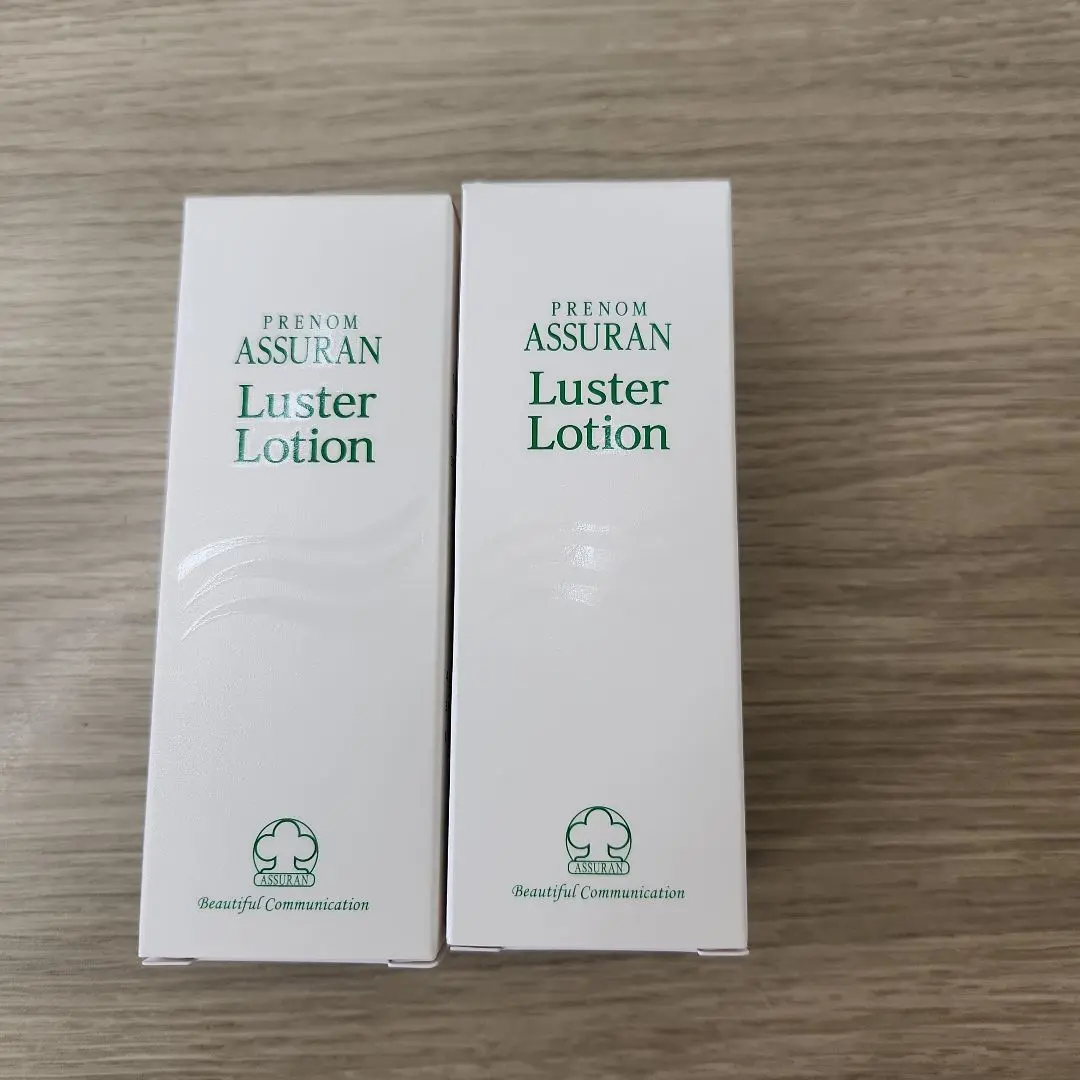 PRENOM
ASSURAN
Luster
Lotion
ASSURAN
Beautiful Communication
PRENOM
ASSURAN
Luster
Lotion
ASSURAN
Beautiful Communication